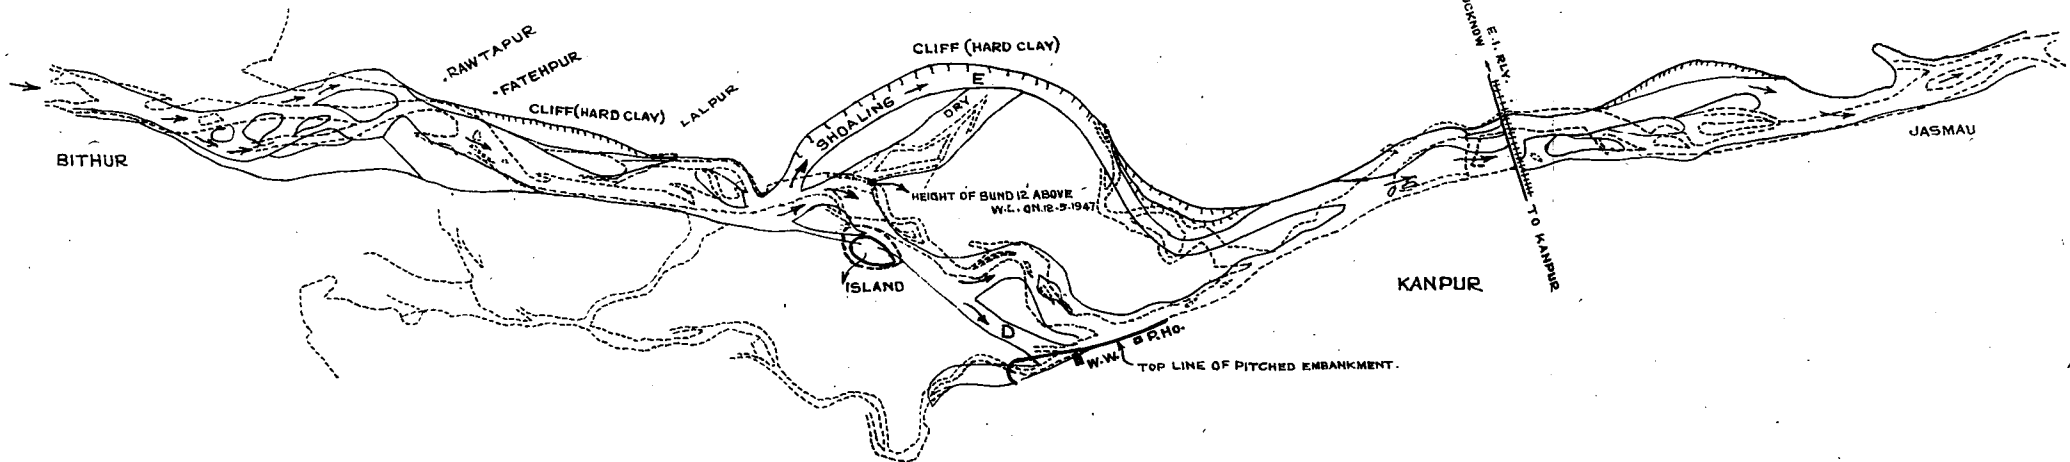 BITHUR
.RAWTAPUR
.FATEHPUR
CLIFF (HARD CLAY)
LALPUR
CLIFF (HARD CLAY)
E
SHOALING
DRY
HEIGHT OF BUND 12' ABOVE
W.L. ON.12-5-1947
ISLAND
D
W.W.
P.HO.
TOP LINE OF PITCHED EMBANKMENT.
KANPUR
E.I. RLY.
TO KANPUR
JASMAU